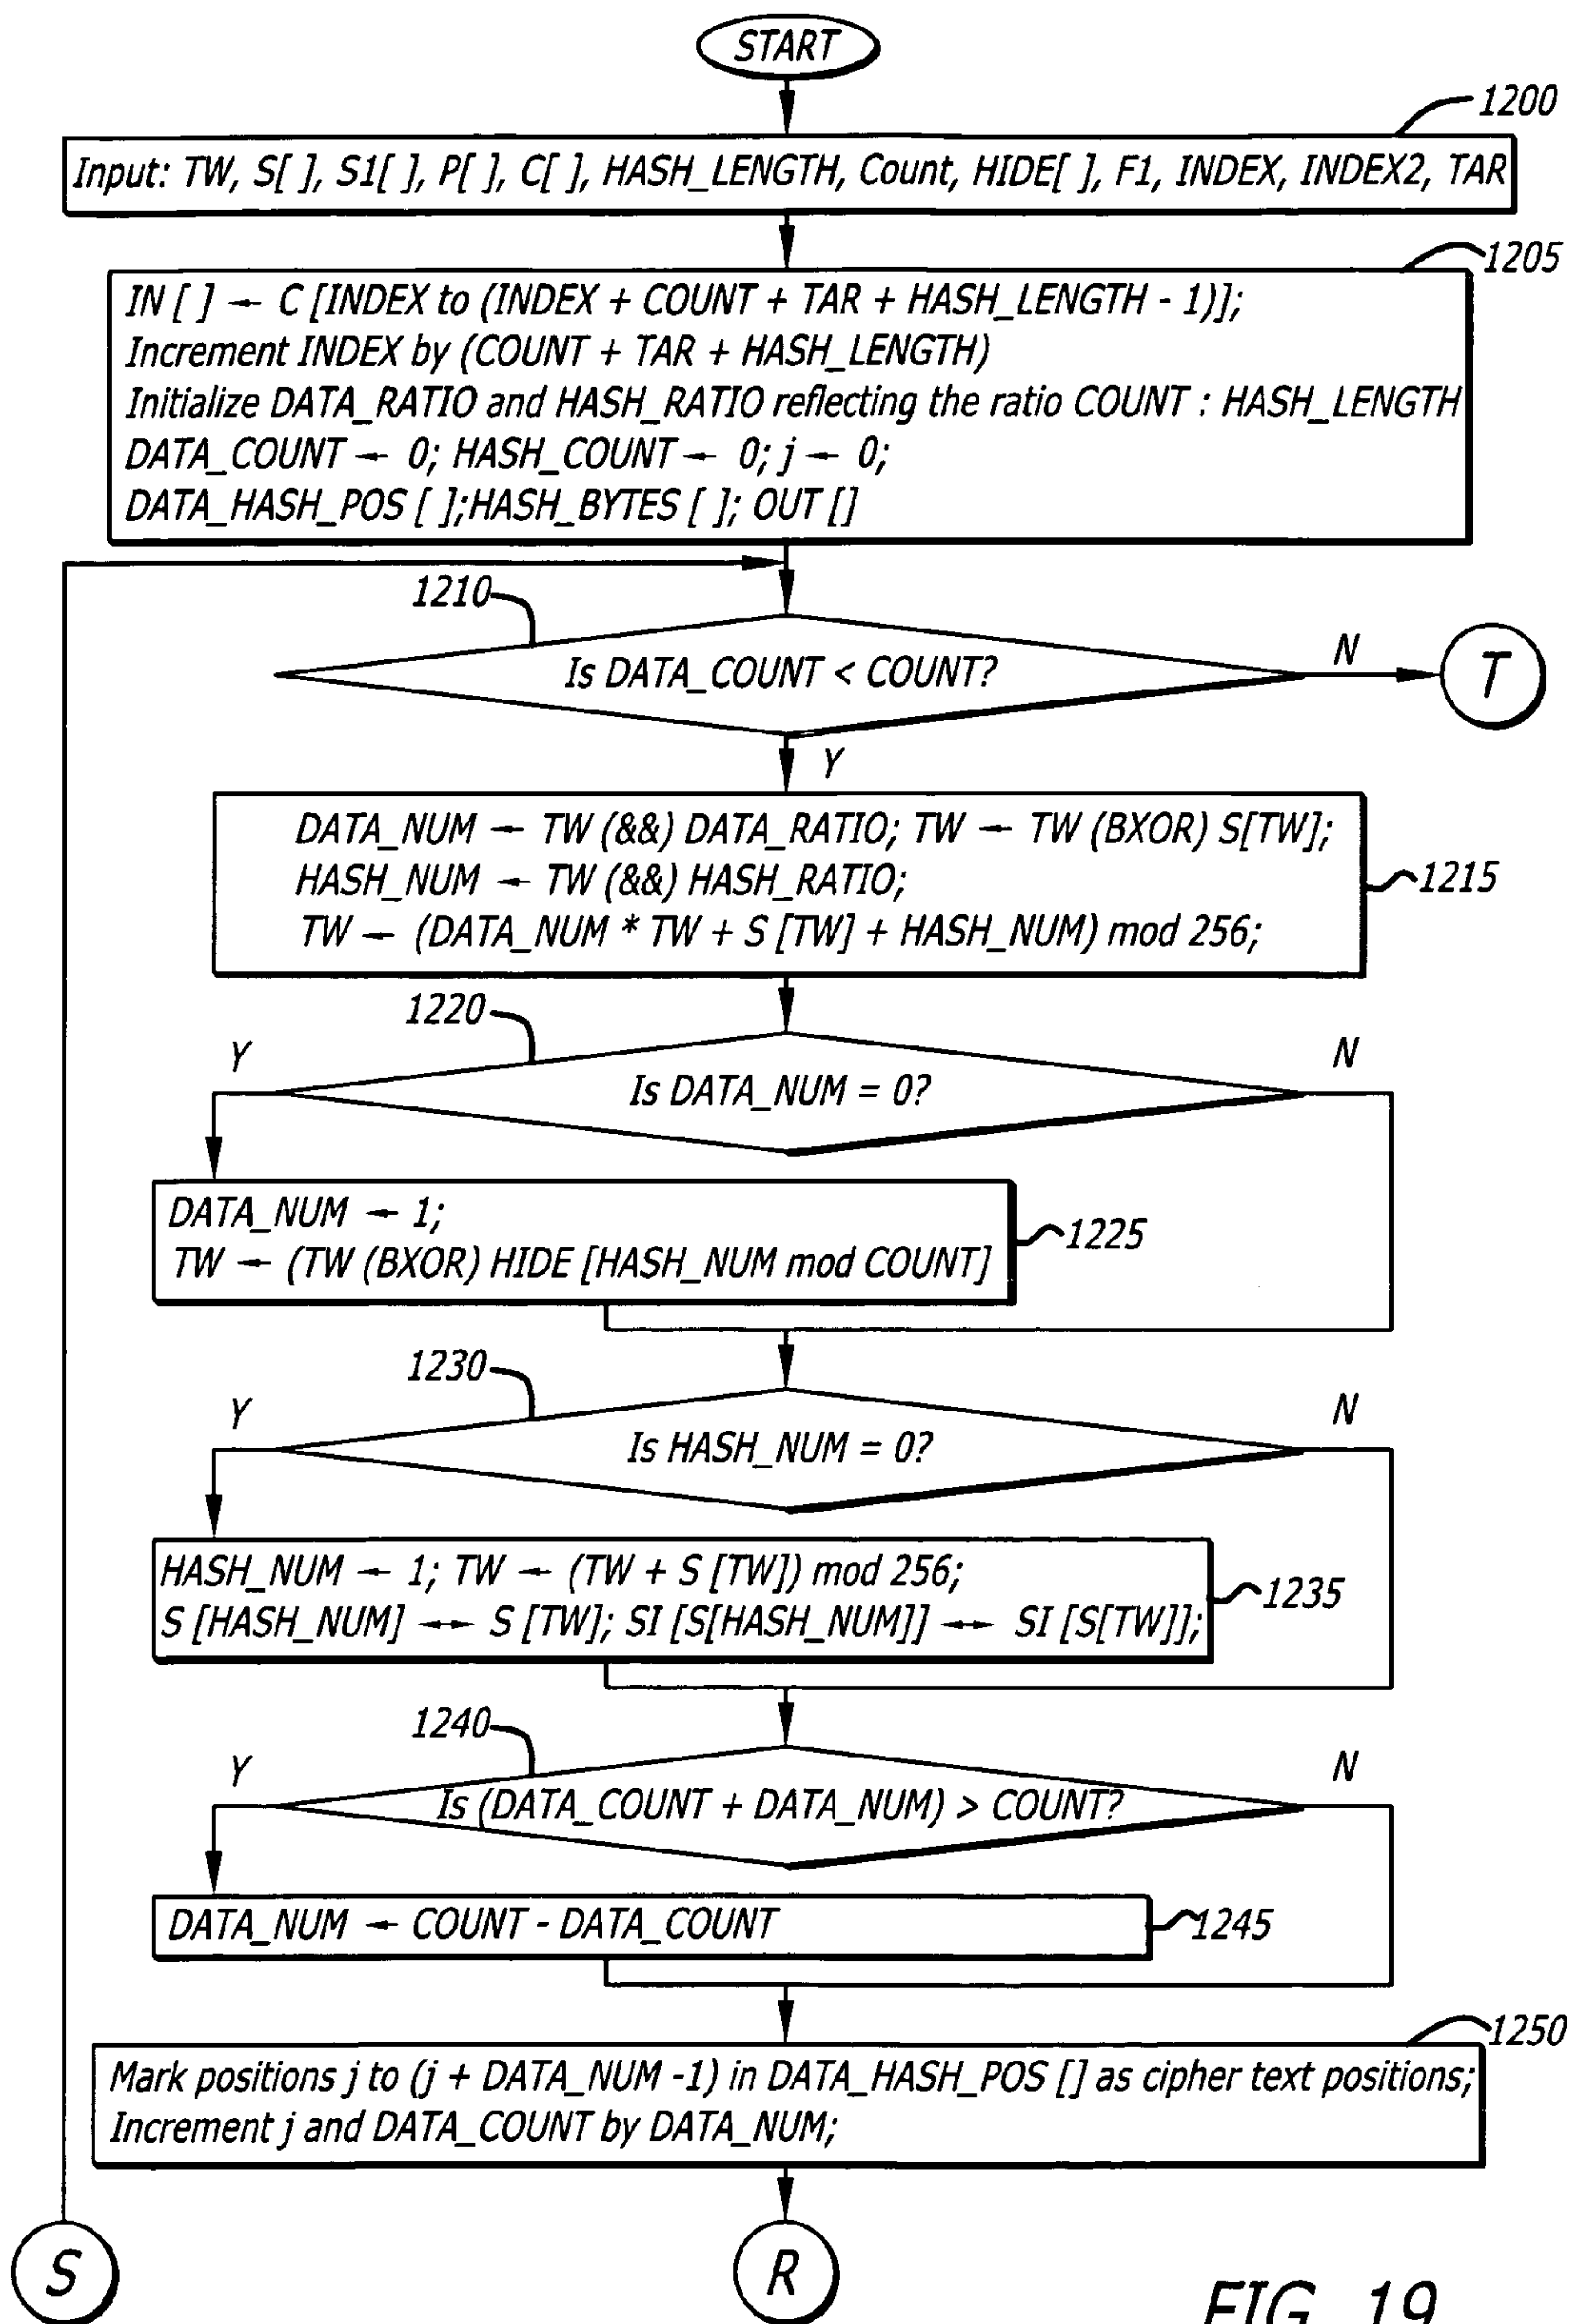 START
1200
Input: TW, S[ ], S1[ ], P[ ], C[ ], HASH_LENGTH, Count, HIDE[ ], F1, INDEX, INDEX2, TAR
1205
IN [ ] ← C [INDEX to (INDEX + COUNT + TAR + HASH_LENGTH - 1)];
Increment INDEX by (COUNT + TAR + HASH_LENGTH)
Initialize DATA_RATIO and HASH_RATIO reflecting the ratio COUNT : HASH_LENGTH
DATA_COUNT ← 0; HASH_COUNT ← 0; j ← 0;
DATA_HASH_POS [ ];HASH_BYTES [ ]; OUT []
1210
Is DATA_COUNT < COUNT?
N
T
Y
DATA_NUM ← TW (&&) DATA_RATIO; TW ← TW (BXOR) S[TW];
HASH_NUM ← TW (&&) HASH_RATIO;
TW ← (DATA_NUM * TW + S [TW] + HASH_NUM) mod 256;
1215
1220
Y
N
Is DATA_NUM = 0?
DATA_NUM ← 1;
TW ← (TW (BXOR) HIDE [HASH_NUM mod COUNT]
1225
1230
Y
N
Is HASH_NUM = 0?
HASH_NUM ← 1; TW ← (TW + S [TW]) mod 256;
S [HASH_NUM] ↔ S [TW]; SI [S[HASH_NUM]] ↔ SI [S[TW]];
1235
1240
Y
N
Is (DATA_COUNT + DATA_NUM) > COUNT?
DATA_NUM ← COUNT - DATA_COUNT
1245
1250
Mark positions j to (j + DATA_NUM -1) in DATA_HASH_POS [] as cipher text positions;
Increment j and DATA_COUNT by DATA_NUM;
S
R
FIG. 19